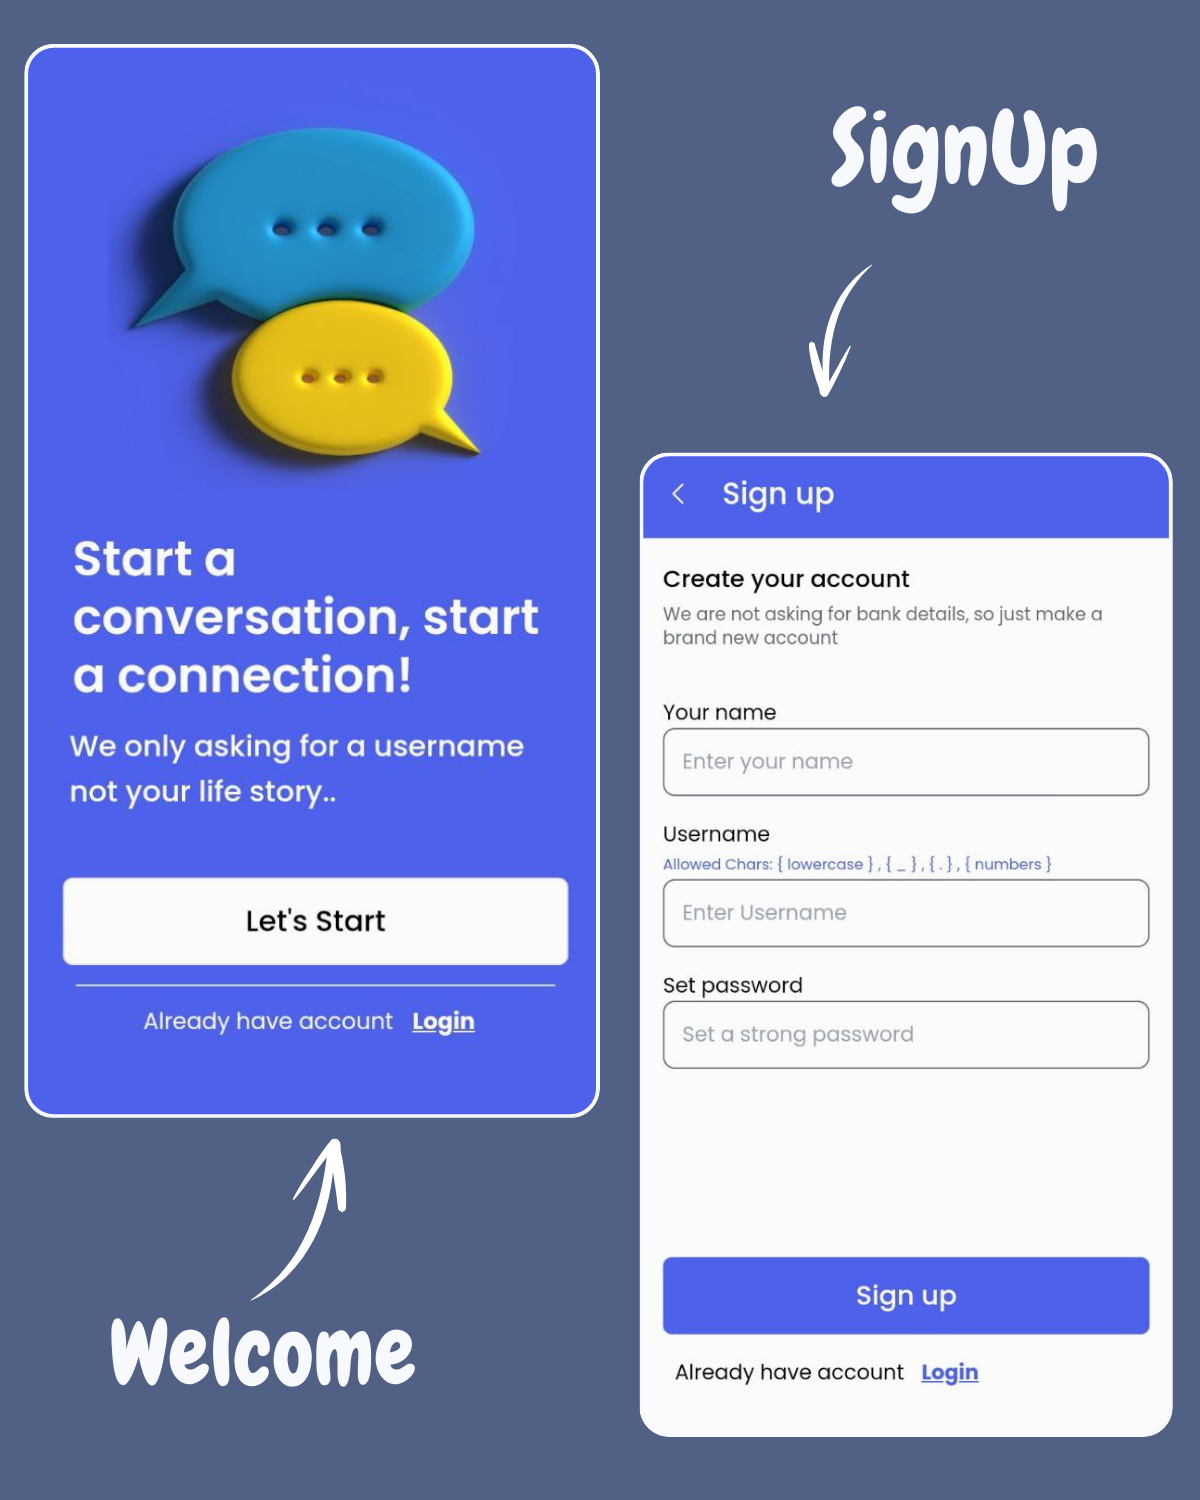 Start a
conversation, start
a connection!
We only asking for a username
not your life story..
Let's Start
Already have account Login
Welcome
SignUp
Sign up
Create your account
We are not asking for bank details, so just make a
brand new account
Your name
Enter your name
Username
Allowed Chars: { lowercase } , { _ } , { . } , { numbers }
Enter Username
Set password
Set a strong password
Sign up
Already have account Login